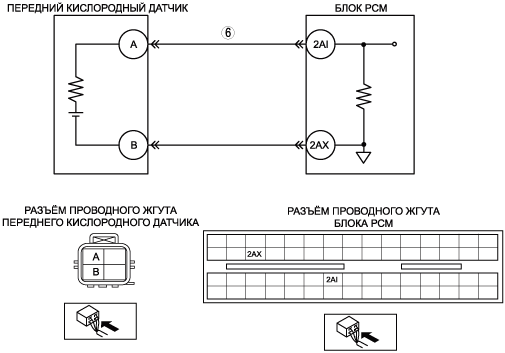 ПЕРЕДНИЙ КИСЛОРОДНЫЙ ДАТЧИК
БЛОК PCM
A
6
2AI
B
2AX
РАЗЪЁМ ПРОВОДНОГО ЖГУТА
ПЕРЕДНЕГО КИСЛОРОДНОГО ДАТЧИКА
РАЗЪЁМ ПРОВОДНОГО ЖГУТА
БЛОКА PCM
A
B
2AX
2AI